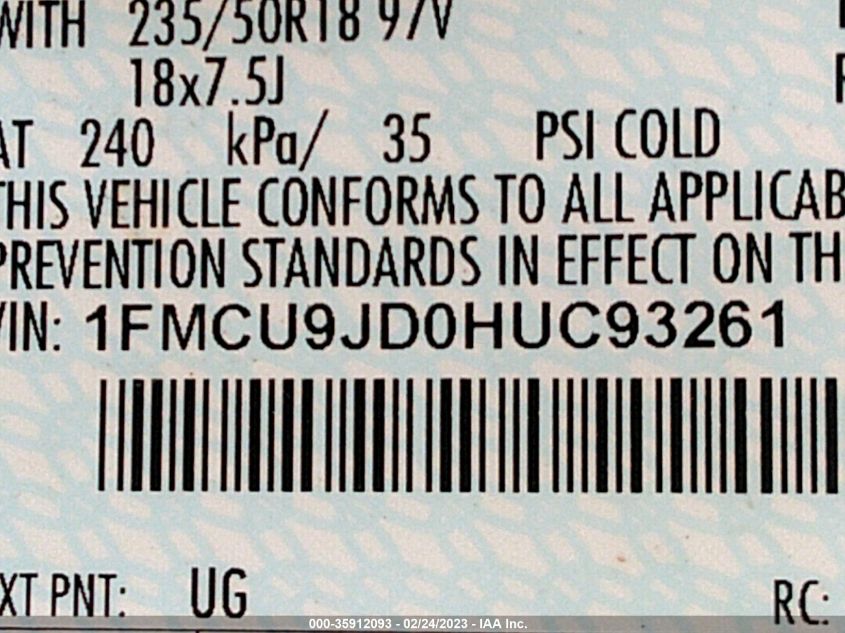 WITH 235/50R18 97V
18x7.5J
AT 240 kPa/ 35 PSI COLD
THIS VEHICLE CONFORMS TO ALL APPLICAB
PREVENTION STANDARDS IN EFFECT ON TH
VIN: 1FMCU9JD0HUC93261
XT PNT: UG RC:
000-35912093 - 02/24/2023 - IAA Inc.